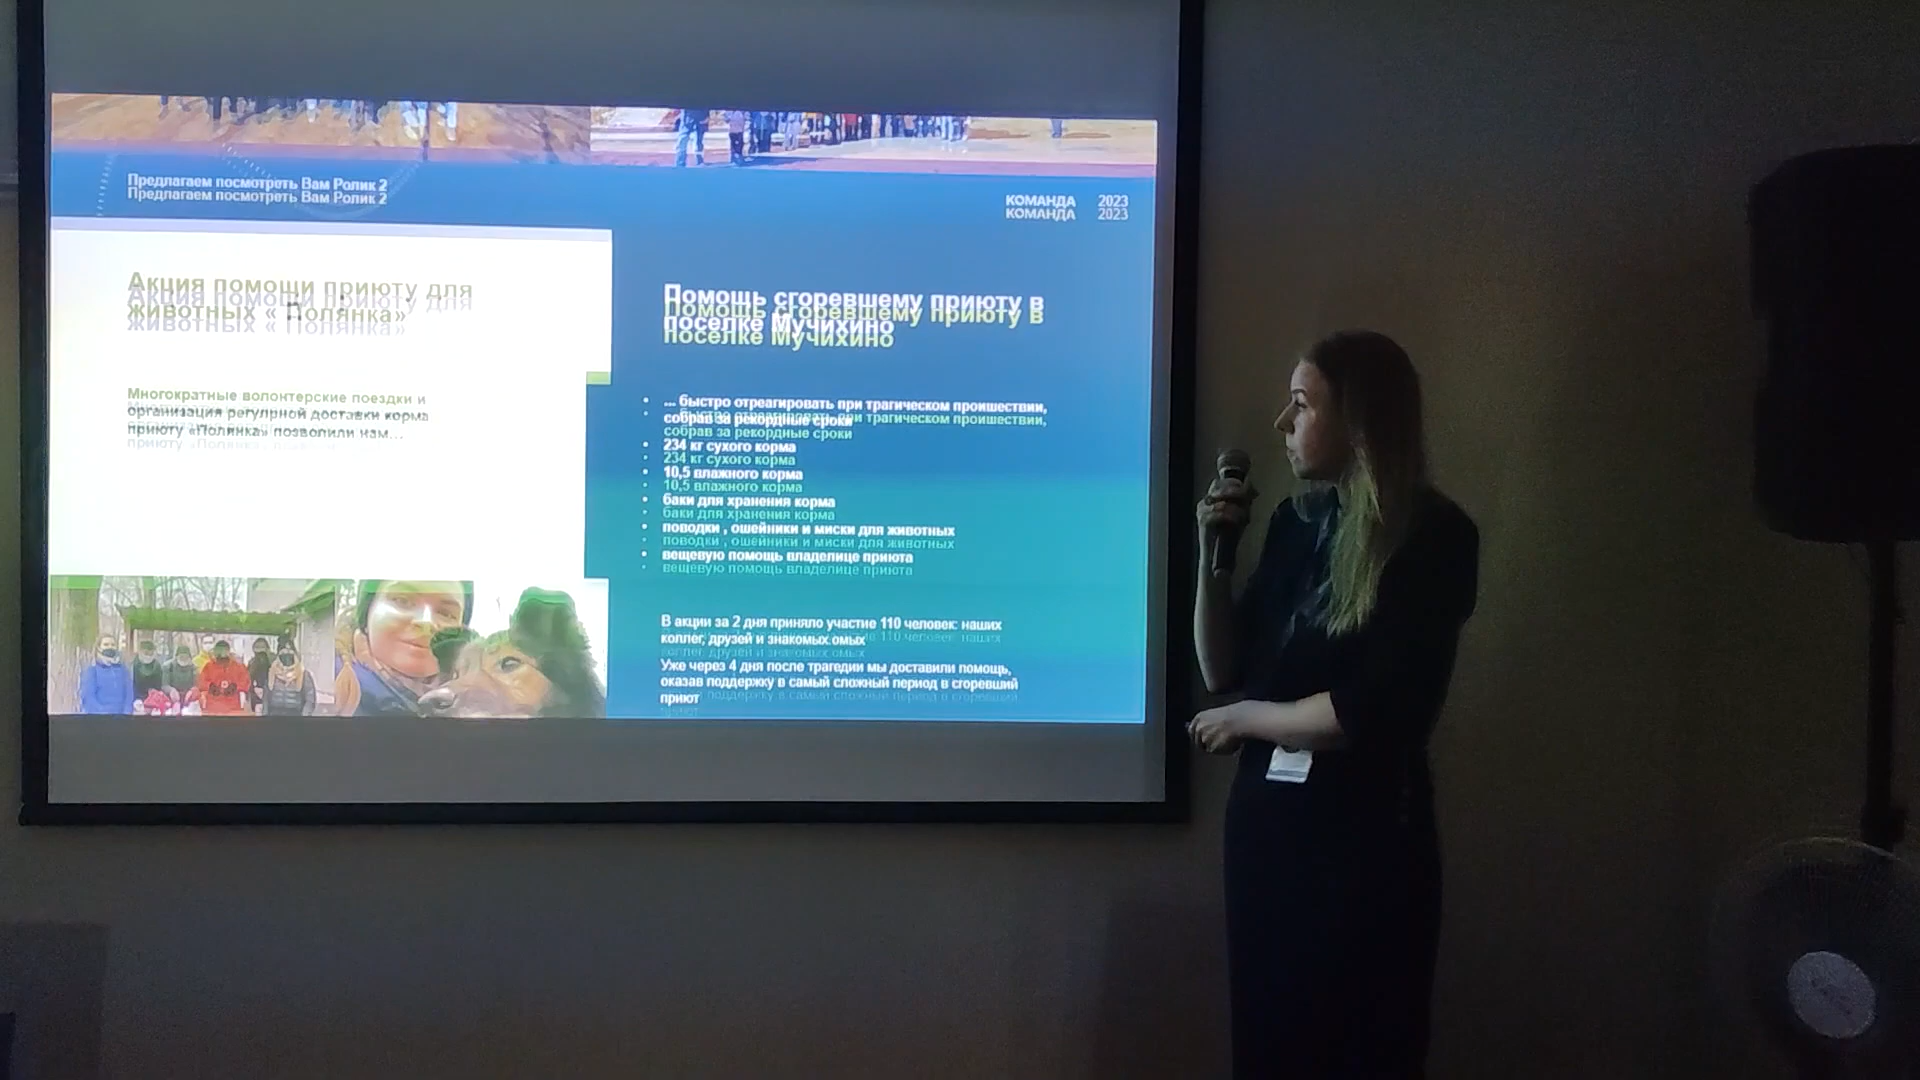 Предлагаем посмотреть Вам Ролик 2
КОМАНДА 2023
Акция помощи приюту для
животных « Полянка»
Многократные волонтерские поездки и
организация регулрной доставки корма
приюту «Полянка» позволили нам...
Помощь сгоревшему приюту в
поселке Мучихино
... быстро отреагировать при трагическом проишествии,
собрав за рекордные сроки
234 кг сухого корма
10,5 влажного корма
баки для хранения корма
поводки , ошейники и миски для животных
вещевую помощь владелице приюта
В акции за 2 дня приняло участие 110 человек: наших
коллег, друзей и знакомых омых
Уже через 4 дня после трагедии мы доставили помощь,
оказав поддержку в самый сложный период в сгоревший
приют